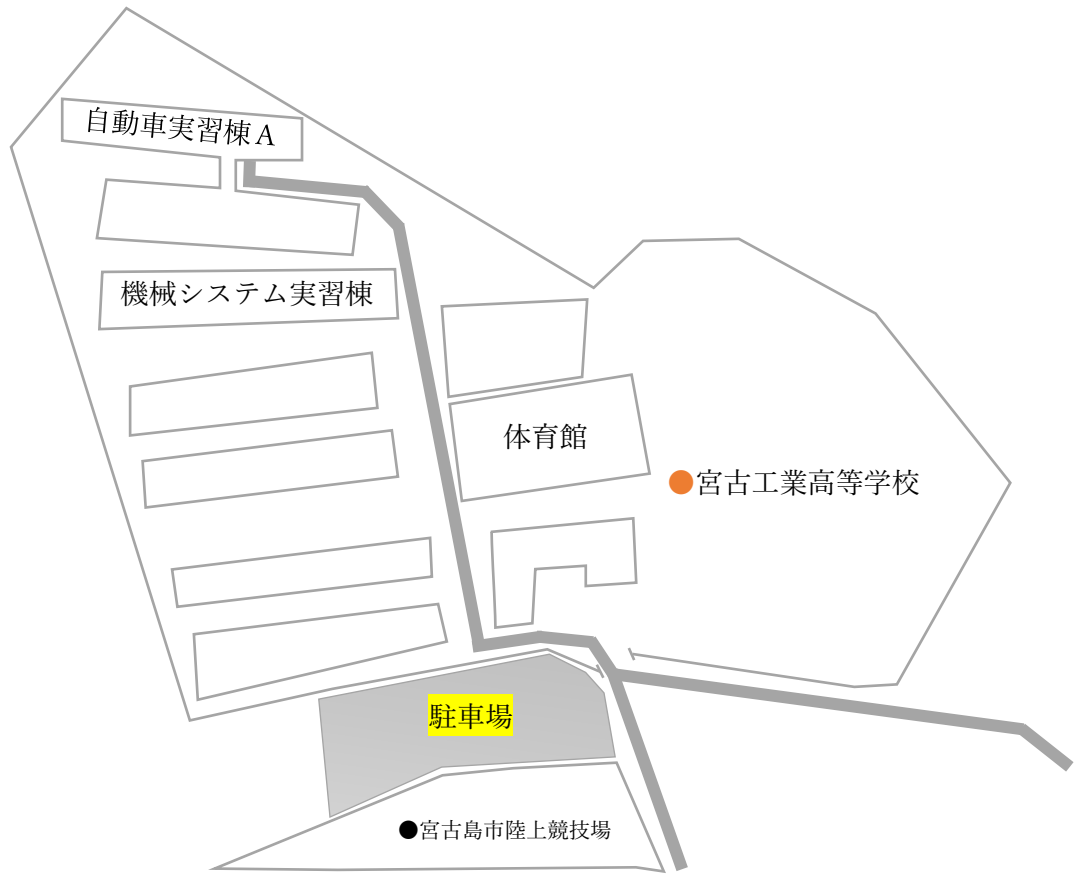 自動車実習棟A
機械システム実習棟
体育館
宮古工業高等学校
駐車場
宮古島市陸上競技場